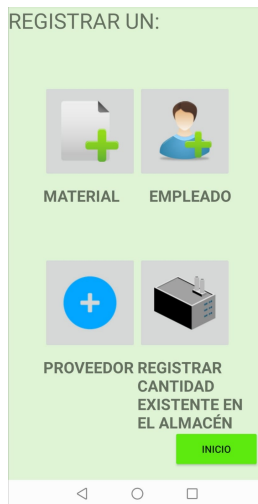 REGISTRAR UN:
MATERIAL
EMPLEADO
PROVEEDOR
REGISTRAR
CANTIDAD
EXISTENTE EN
EL ALMACÉN
INICIO